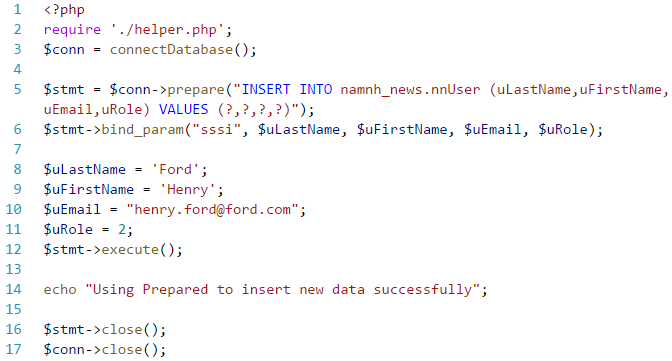 1 <?php
2 require './helper.php';
3 $conn = connectDatabase();
4
5 $stmt = $conn->prepare("INSERT INTO namnh_news.nnUser (uLastName,uFirstName,
uEmail,uRole) VALUES (?,?,?,?)");
6 $stmt->bind_param("sssi", $uLastName, $uFirstName, $uEmail, $uRole);
7
8 $uLastName = 'Ford';
9 $uFirstName = 'Henry';
10 $uEmail = "henry.ford@ford.com";
11 $uRole = 2;
12 $stmt->execute();
13
14 echo "Using Prepared to insert new data successfully";
15
16 $stmt->close();
17 $conn->close();